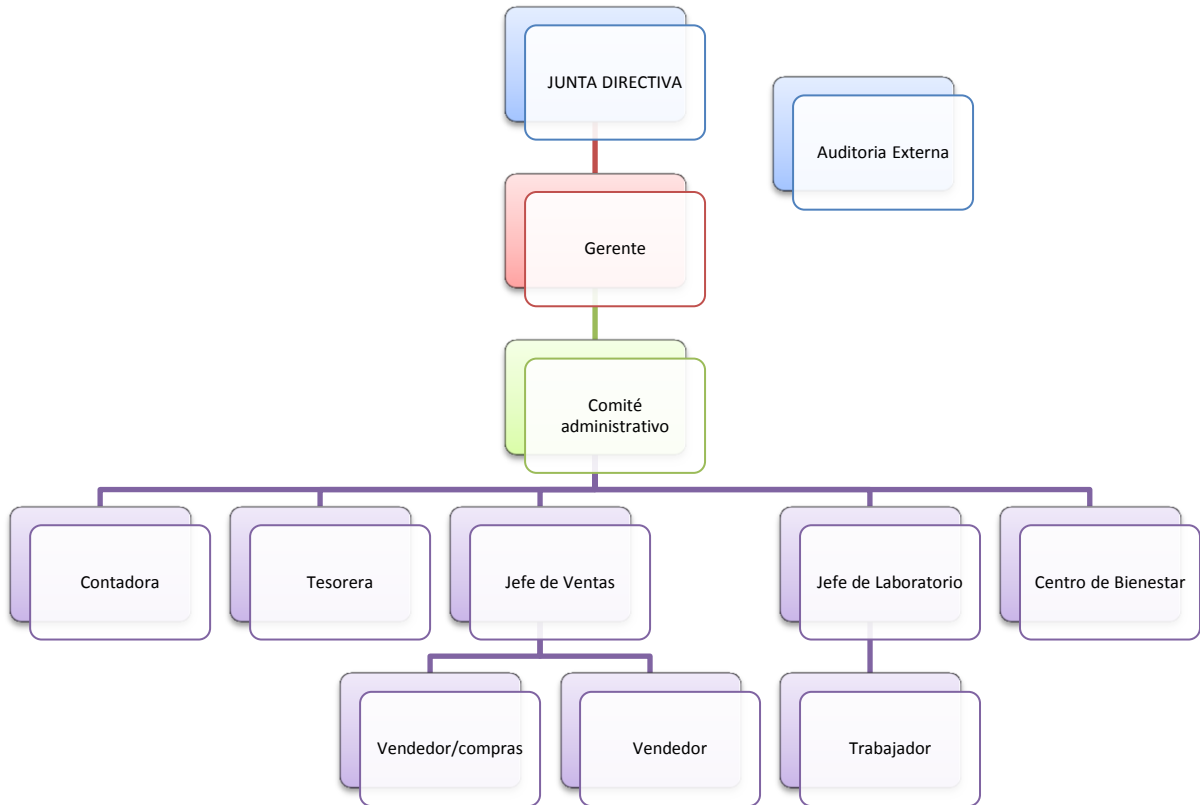 JUNTA DIRECTIVA
Auditoria Externa
Gerente
Comité
administrativo
Contadora
Tesorera
Jefe de Ventas
Jefe de Laboratorio
Centro de Bienestar
Vendedor/compras
Vendedor
Trabajador